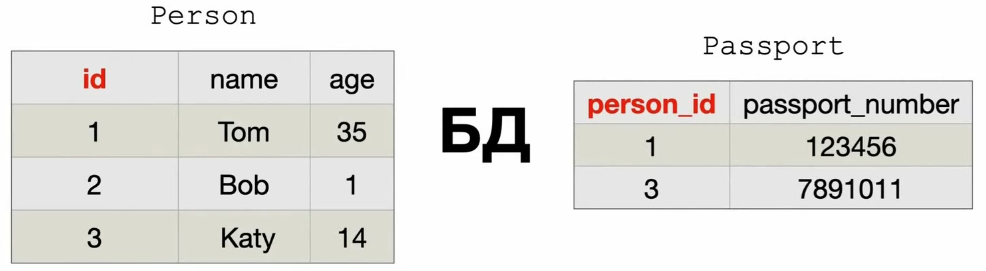 Person
id name age
1 Tom 35
2 Bob 1
3 Katy 14
БД
Passport
person_id passport_number
1 123456
3 7891011